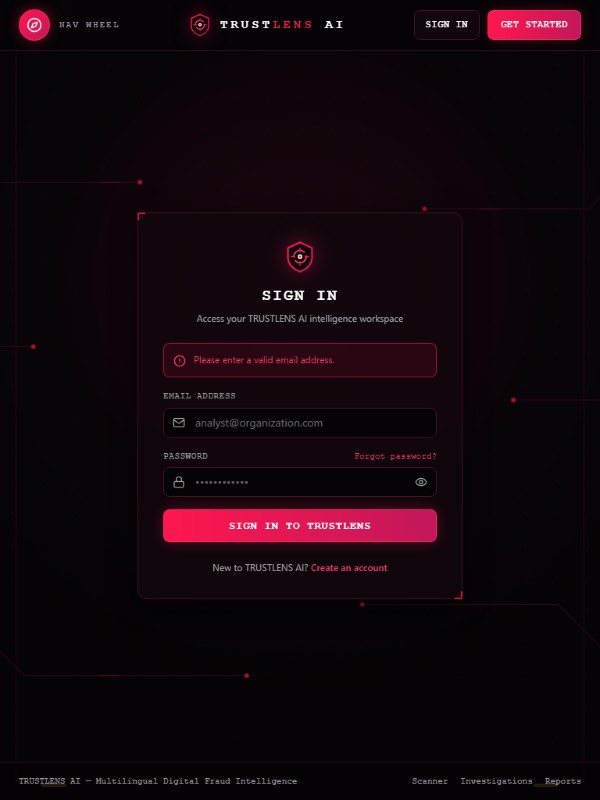 NAV WHEEL
TRUSTLENS AI
SIGN IN
GET STARTED
SIGN IN
Access your TRUSTLENS AI intelligence workspace
Please enter a valid email address.
EMAIL ADDRESS
analyst@organization.com
PASSWORD
Forgot password?
••••••••••••
SIGN IN TO TRUSTLENS
New to TRUSTLENS AI? Create an account
TRUSTLENS AI — Multilingual Digital Fraud Intelligence
Scanner Investigations Reports